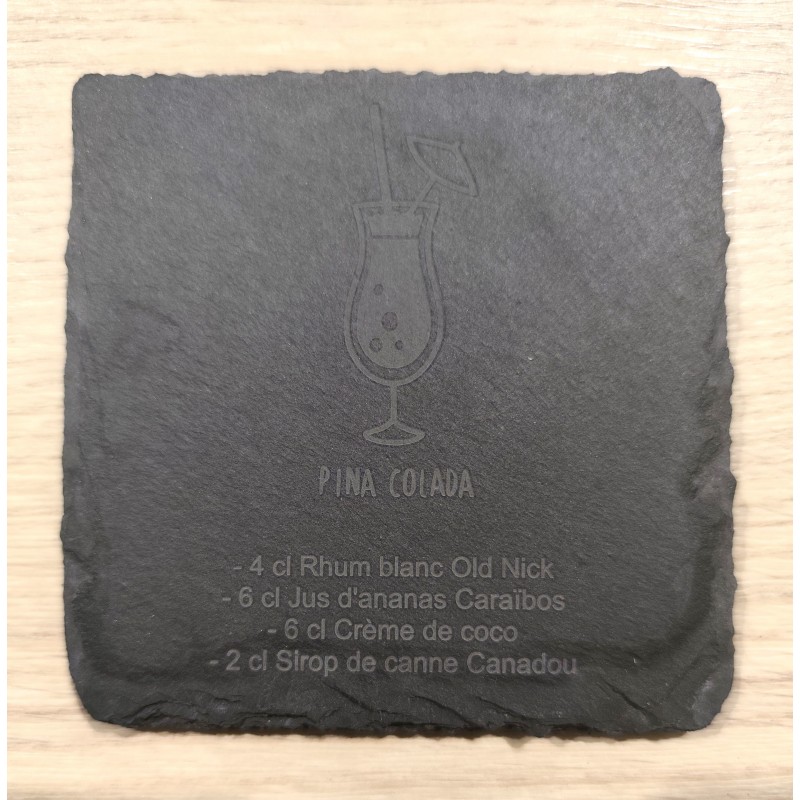 PINA COLADA
- 4 cl Rhum blanc Old Nick
- 6 cl Jus d'ananas Caraïbos
- 6 cl Crème de coco
- 2 cl Sirop de canne Canadou